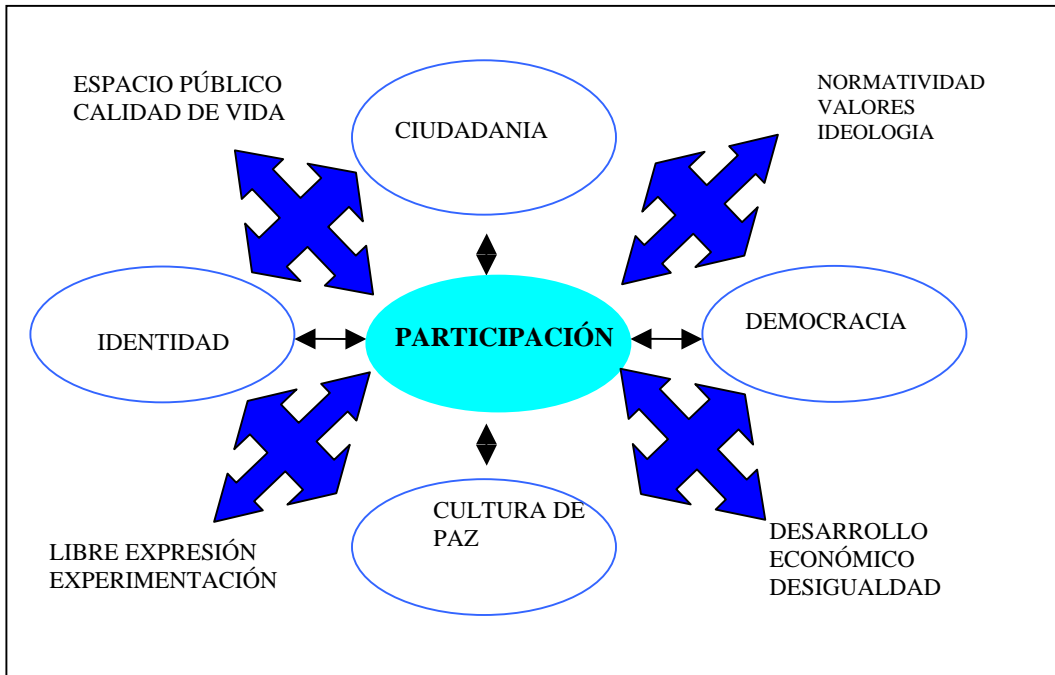 ESPACIO PÚBLICO
CALIDAD DE VIDA
CIUDADANIA
NORMATIVIDAD
VALORES
IDEOLOGIA
IDENTIDAD
PARTICIPACIÓN
DEMOCRACIA
LIBRE EXPRESIÓN
EXPERIMENTACIÓN
CULTURA DE
PAZ
DESARROLLO
ECONÓMICO
DESIGUALDAD